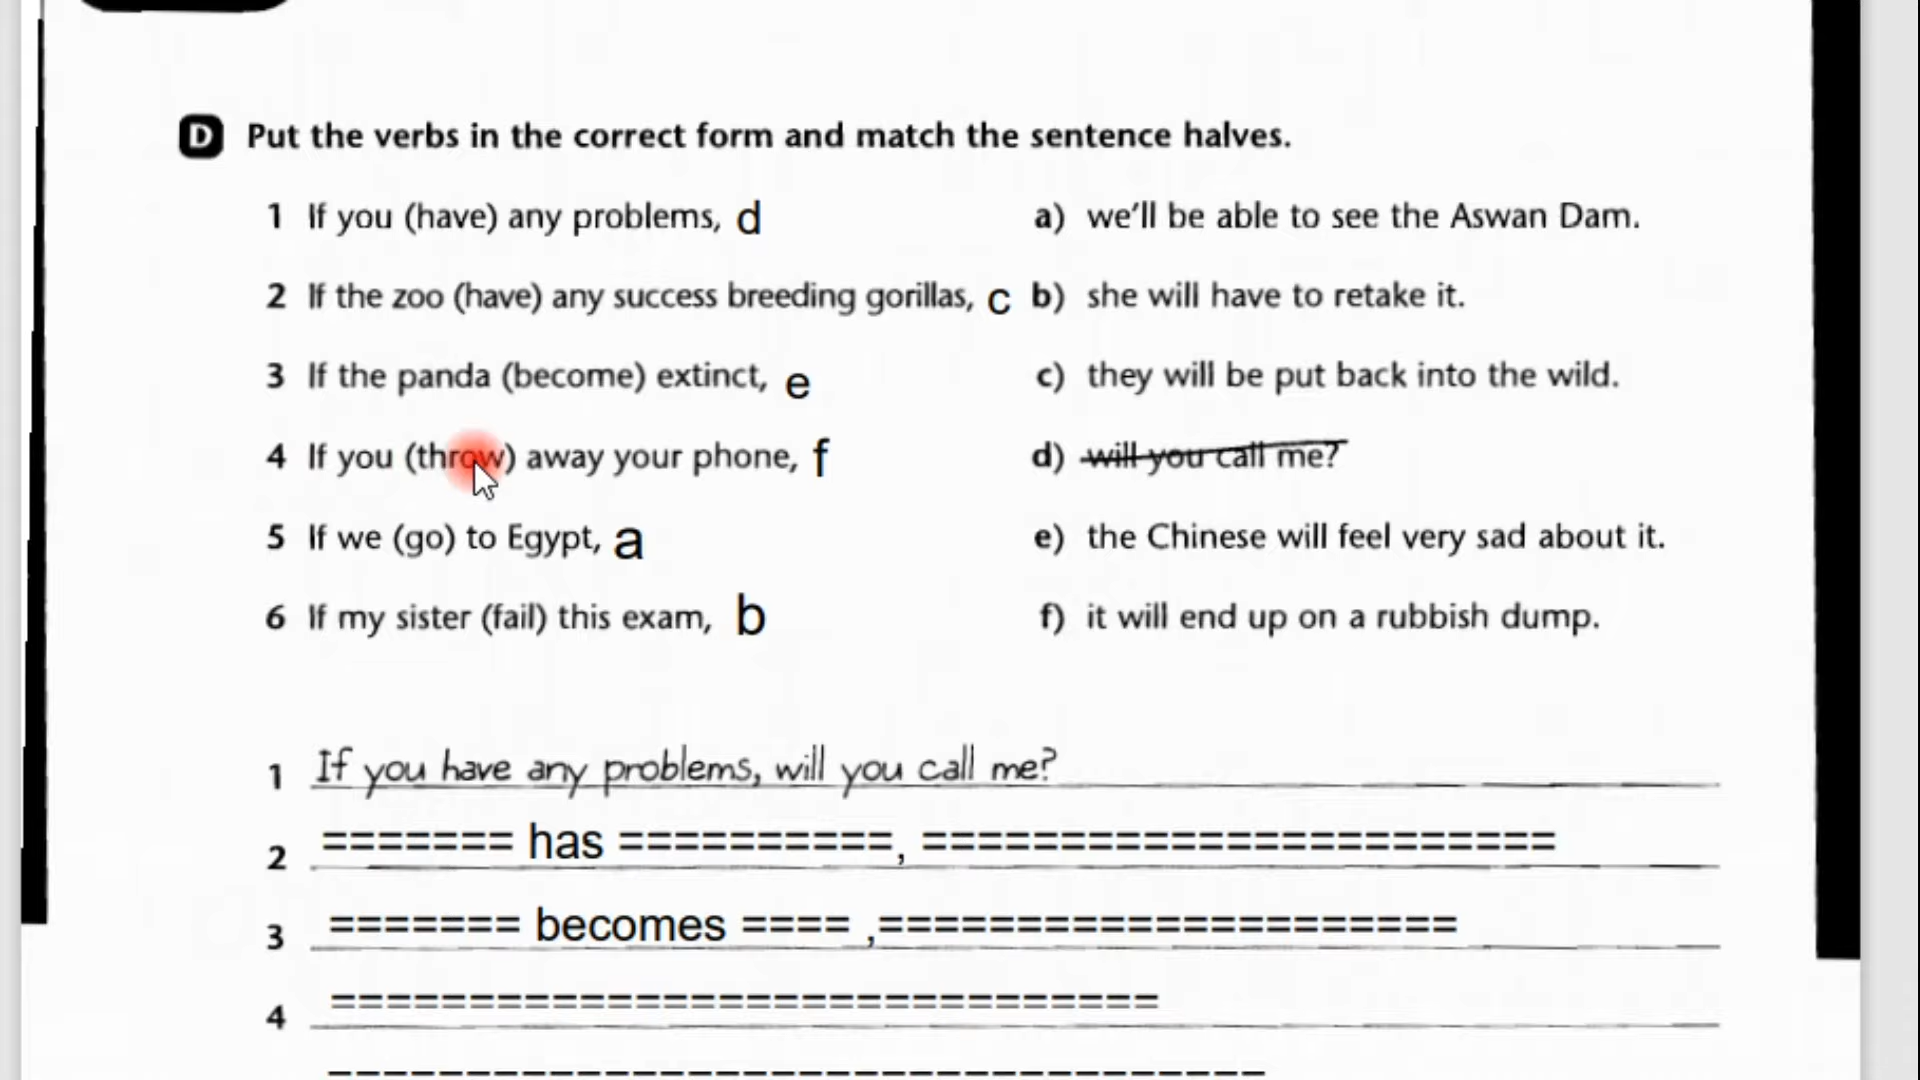 D Put the verbs in the correct form and match the sentence halves.
1 If you (have) any problems, d a) we'll be able to see the Aswan Dam.
2 If the zoo (have) any success breeding gorillas, c b) she will have to retake it.
3 If the panda (become) extinct, e c) they will be put back into the wild.
4 If you (throw) away your phone, f d) will you call me?
5 If we (go) to Egypt, a e) the Chinese will feel very sad about it.
6 If my sister (fail) this exam, b f) it will end up on a rubbish dump.
1 If you have any problems, will you call me?
2 ======= has ==========, =======================
3 ======= becomes ==== ,=====================
4 ==============================